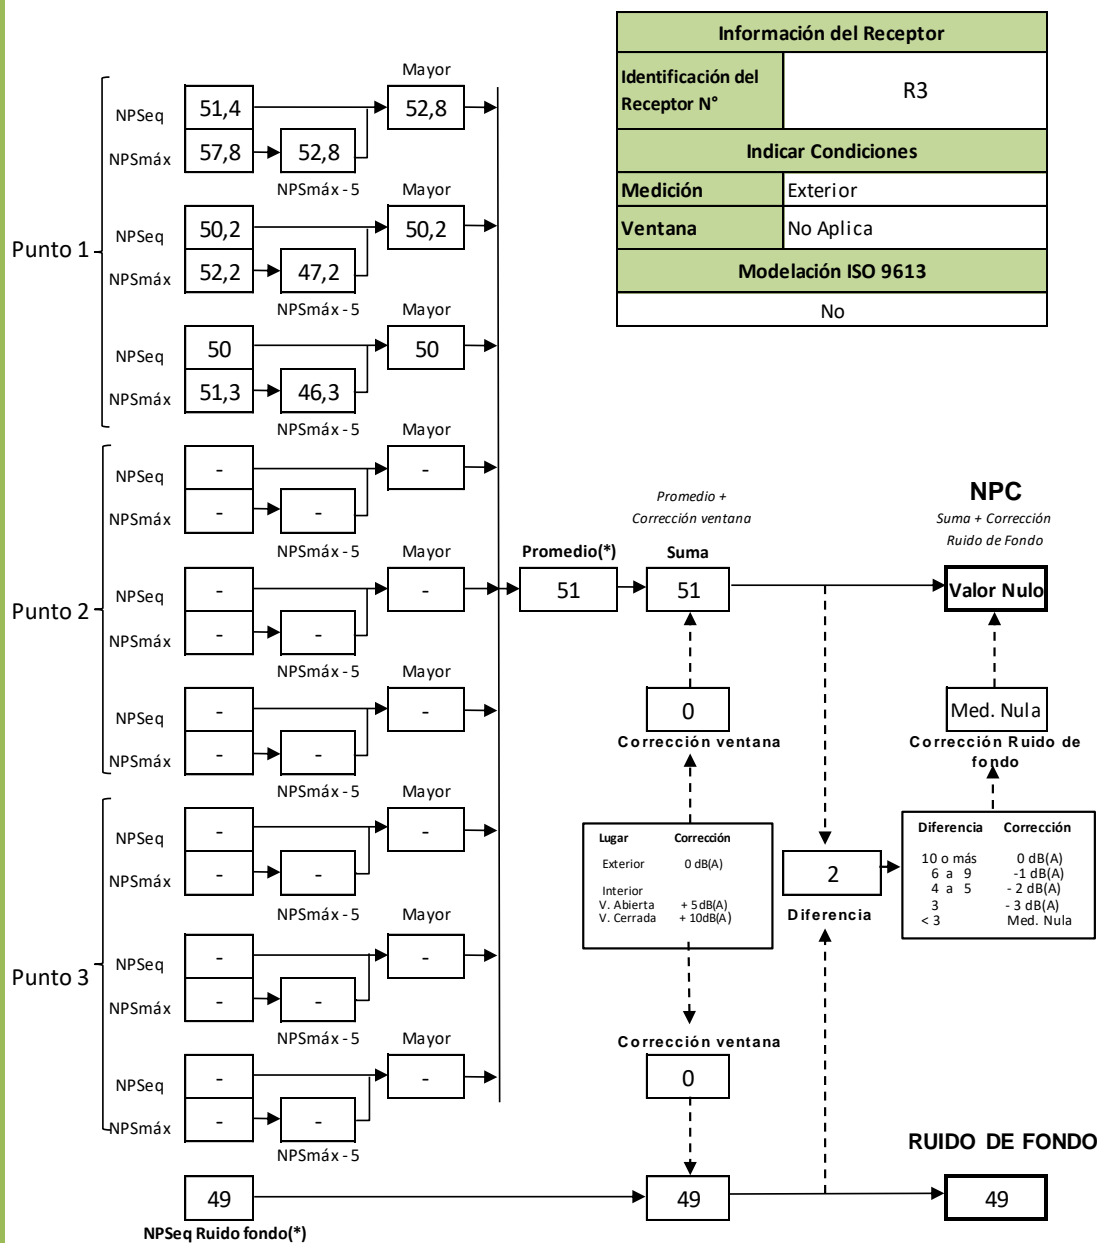 Información del Receptor
Identificación del Receptor N°
R3
Indicar Condiciones
Medición
Exterior
Ventana
No Aplica
Modelación ISO 9613
No
Punto 1
Mayor
NPSeq
51,4
52,8
NPSmáx
57,8
52,8
NPSmáx - 5
Mayor
NPSeq
50,2
50,2
NPSmáx
52,2
47,2
NPSmáx - 5
Mayor
NPSeq
50
50
NPSmáx
51,3
46,3
NPSmáx - 5
Punto 2
Mayor
NPSeq
-
-
NPSmáx
-
-
NPSmáx - 5
Mayor
NPSeq
-
-
NPSmáx
-
-
NPSmáx - 5
Mayor
NPSeq
-
-
NPSmáx
-
-
NPSmáx - 5
Punto 3
Mayor
NPSeq
-
-
NPSmáx
-
-
NPSmáx - 5
NPSeq
-
-
NPSmáx
-
-
NPSmáx - 5
Mayor
NPSeq
-
-
NPSmáx
-
-
NPSmáx - 5
49
NPSeq Ruido fondo(*)
Promedio(*)
51
Promedio +
Corrección ventana
Suma
51
0
Corrección ventana
Lugar Corrección
Exterior 0 dB(A)
Interior
V. Abierta + 5 dB(A)
V. Cerrada + 10dB(A)
Corrección ventana
0
49
2
Diferencia
NPC
Suma + Corrección
Ruido de Fondo
Valor Nulo
Med. Nula
Corrección Ruido de
fondo
Diferencia Corrección
10 o más 0 dB(A)
6 a 9 -1 dB(A)
4 a 5 - 2 dB(A)
3 - 3 dB(A)
< 3 Med. Nula
RUIDO DE FONDO
49